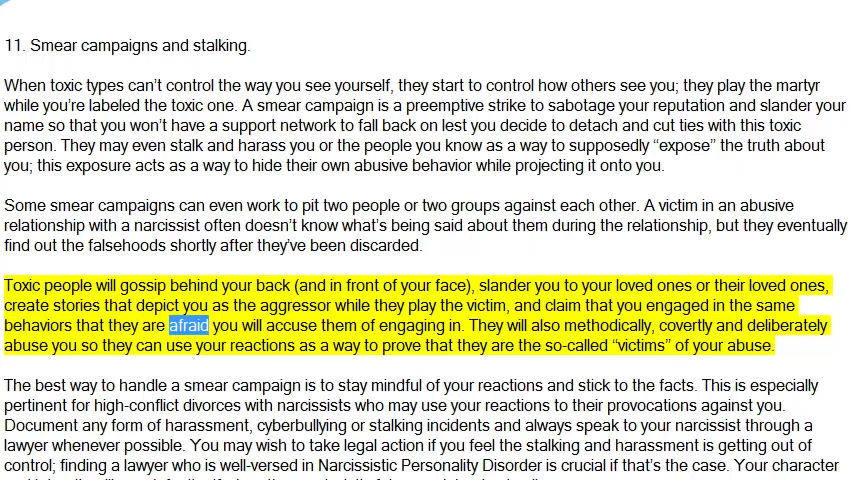 11. Smear campaigns and stalking.
When toxic types can’t control the way you see yourself, they start to control how others see you; they play the martyr
while you’re labeled the toxic one. A smear campaign is a preemptive strike to sabotage your reputation and slander your
name so that you won’t have a support network to fall back on lest you decide to detach and cut ties with this toxic
person. They may even stalk and harass you or the people you know as a way to supposedly “expose” the truth about
you; this exposure acts as a way to hide their own abusive behavior while projecting it onto you.
Some smear campaigns can even work to pit two people or two groups against each other. A victim in an abusive
relationship with a narcissist often doesn’t know what’s being said about them during the relationship, but they eventually
find out the falsehoods shortly after they’ve been discarded.
Toxic people will gossip behind your back (and in front of your face), slander you to your loved ones or their loved ones,
create stories that depict you as the aggressor while they play the victim, and claim that you engaged in the same
behaviors that they are afraid you will accuse them of engaging in. They will also methodically, covertly and deliberately
abuse you so they can use your reactions as a way to prove that they are the so-called “victims” of your abuse.
The best way to handle a smear campaign is to stay mindful of your reactions and stick to the facts. This is especially
pertinent for high-conflict divorces with narcissists who may use your reactions to their provocations against you.
Document any form of harassment, cyberbullying or stalking incidents and always speak to your narcissist through a
lawyer whenever possible. You may wish to take legal action if you feel the stalking and harassment is getting out of
control; finding a lawyer who is well-versed in Narcissistic Personality Disorder is crucial if that’s the case. Your character